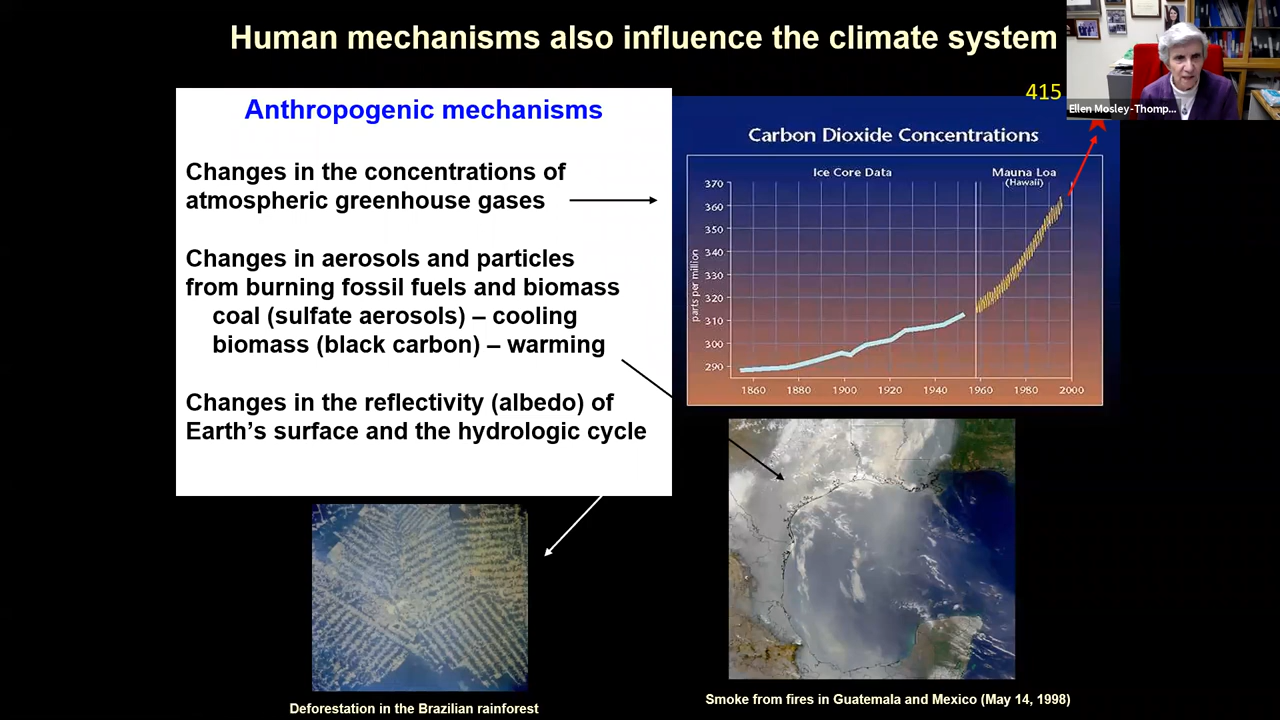 Human mechanisms also influence the climate system
Ellen Mosley-Thomp...
Anthropogenic mechanisms
Changes in the concentrations of
atmospheric greenhouse gases
Changes in aerosols and particles
from burning fossil fuels and biomass
coal (sulfate aerosols) – cooling
biomass (black carbon) – warming
Changes in the reflectivity (albedo) of
Earth's surface and the hydrologic cycle
415
Carbon Dioxide Concentrations
Ice Core Data
Mauna Loa
(Hawaii)
parts per million
370
360
350
340
330
320
310
300
290
1860 1880 1900 1920 1940 1960 1980 2000
Deforestation in the Brazilian rainforest
Smoke from fires in Guatemala and Mexico (May 14, 1998)